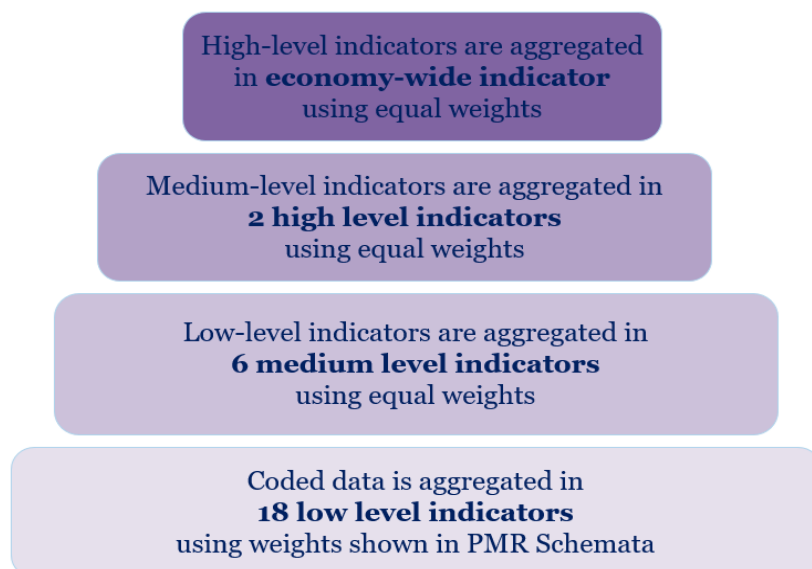 High-level indicators are aggregated
in economy-wide indicator
using equal weights
Medium-level indicators are aggregated in
2 high level indicators
using equal weights
Low-level indicators are aggregated in
6 medium level indicators
using equal weights
Coded data is aggregated in
18 low level indicators
using weights shown in PMR Schemata